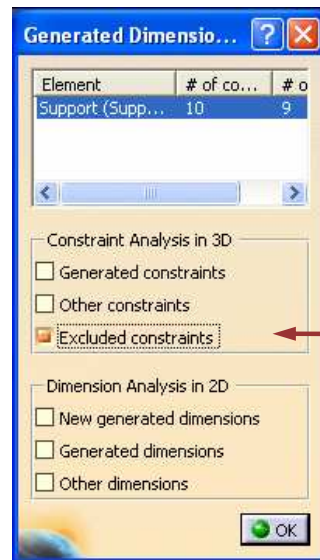 Generated Dimensio...
Element # of co... # o
Support (Supp... 10 9
Constraint Analysis in 3D
Generated constraints
Other constraints
Excluded constraints
Dimension Analysis in 2D
New generated dimensions
Generated dimensions
Other dimensions
OK